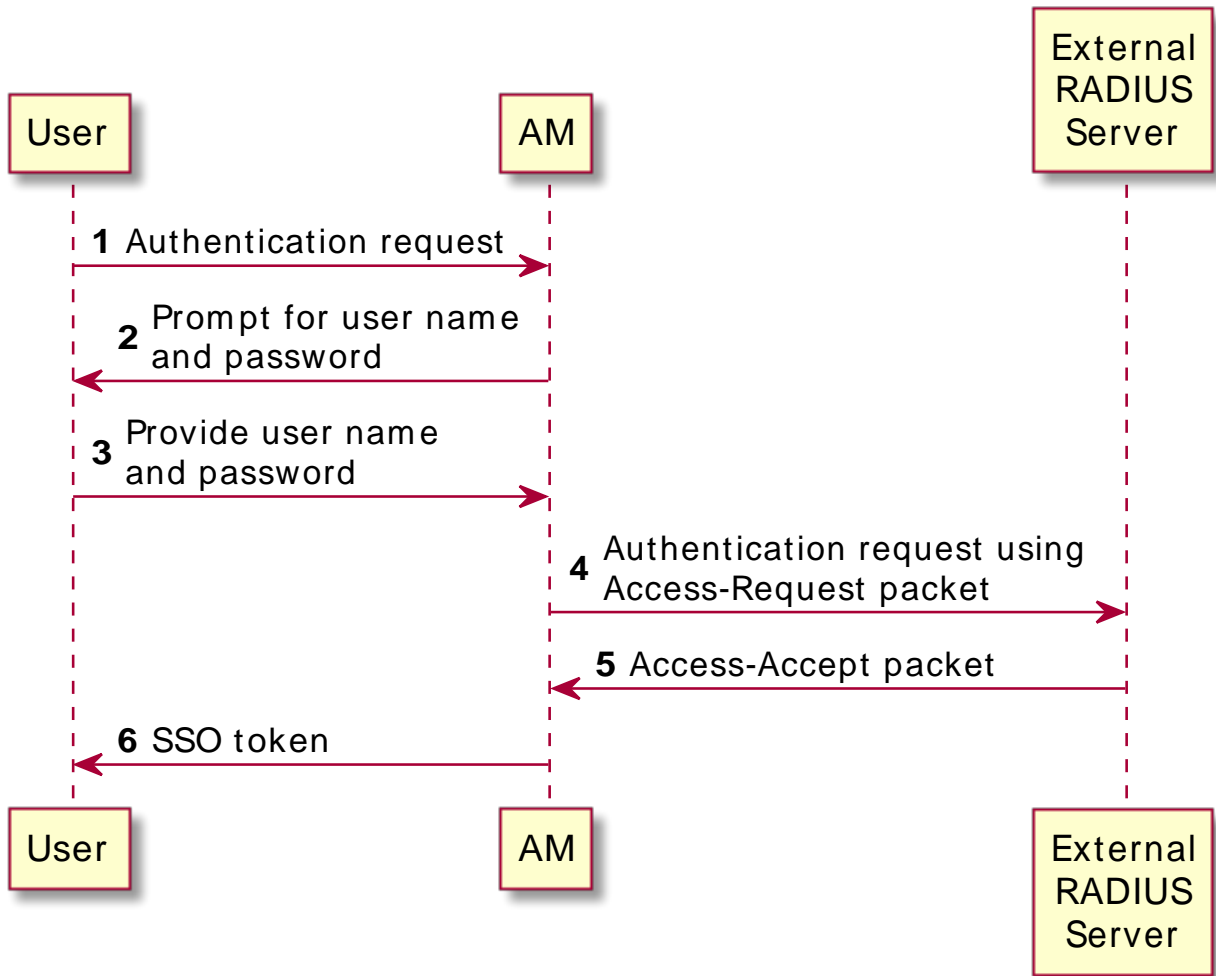 External
RADIUS
Server
User
AM
1 Authentication request
2 Prompt for user name
and password
3 Provide user name
and password
4 Authentication request using
Access-Request packet
5 Access-Accept packet
6 SSO token
User
AM
External
RADIUS
Server